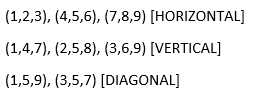 (1,2,3), (4,5,6), (7,8,9) [HORIZONTAL]
(1,4,7), (2,5,8), (3,6,9) [VERTICAL]
(1,5,9), (3,5,7) [DIAGONAL]